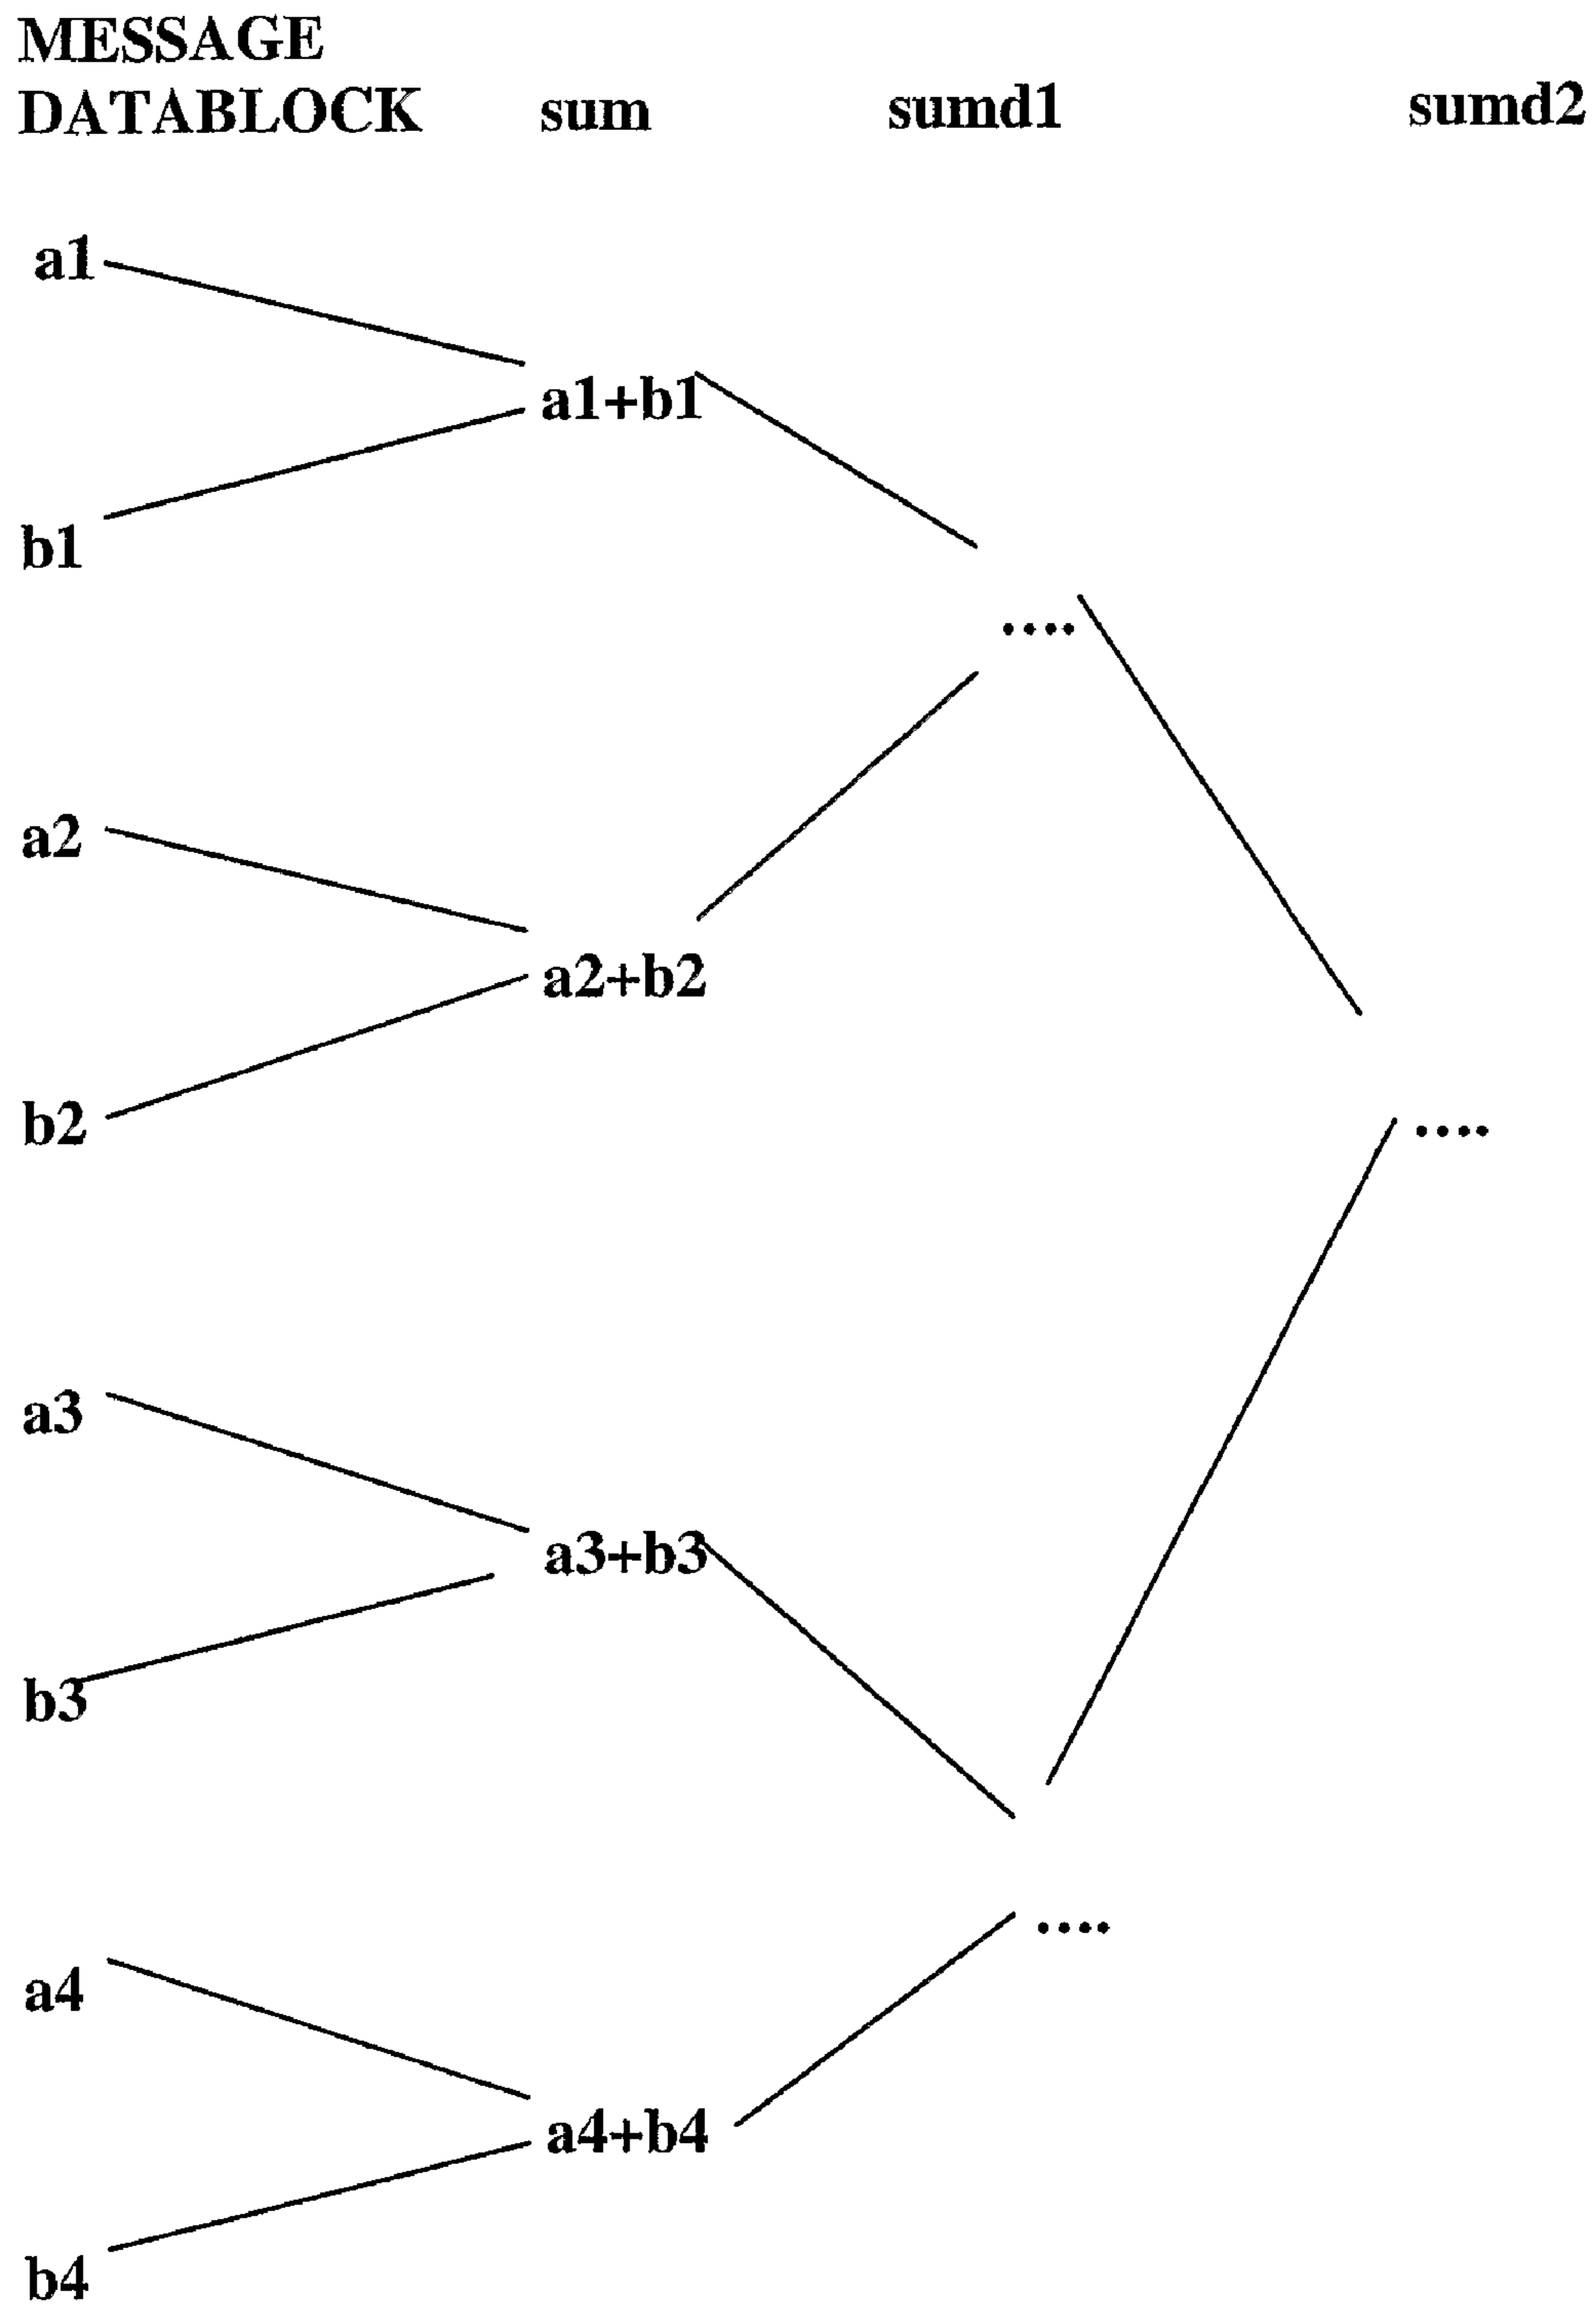 MESSAGE
DATABLOCK sum sumd1 sumd2
a1
a1+b1
b1
....
a2
a2+b2
b2
....
a3
a3+b3
b3
....
a4
a4+b4
b4